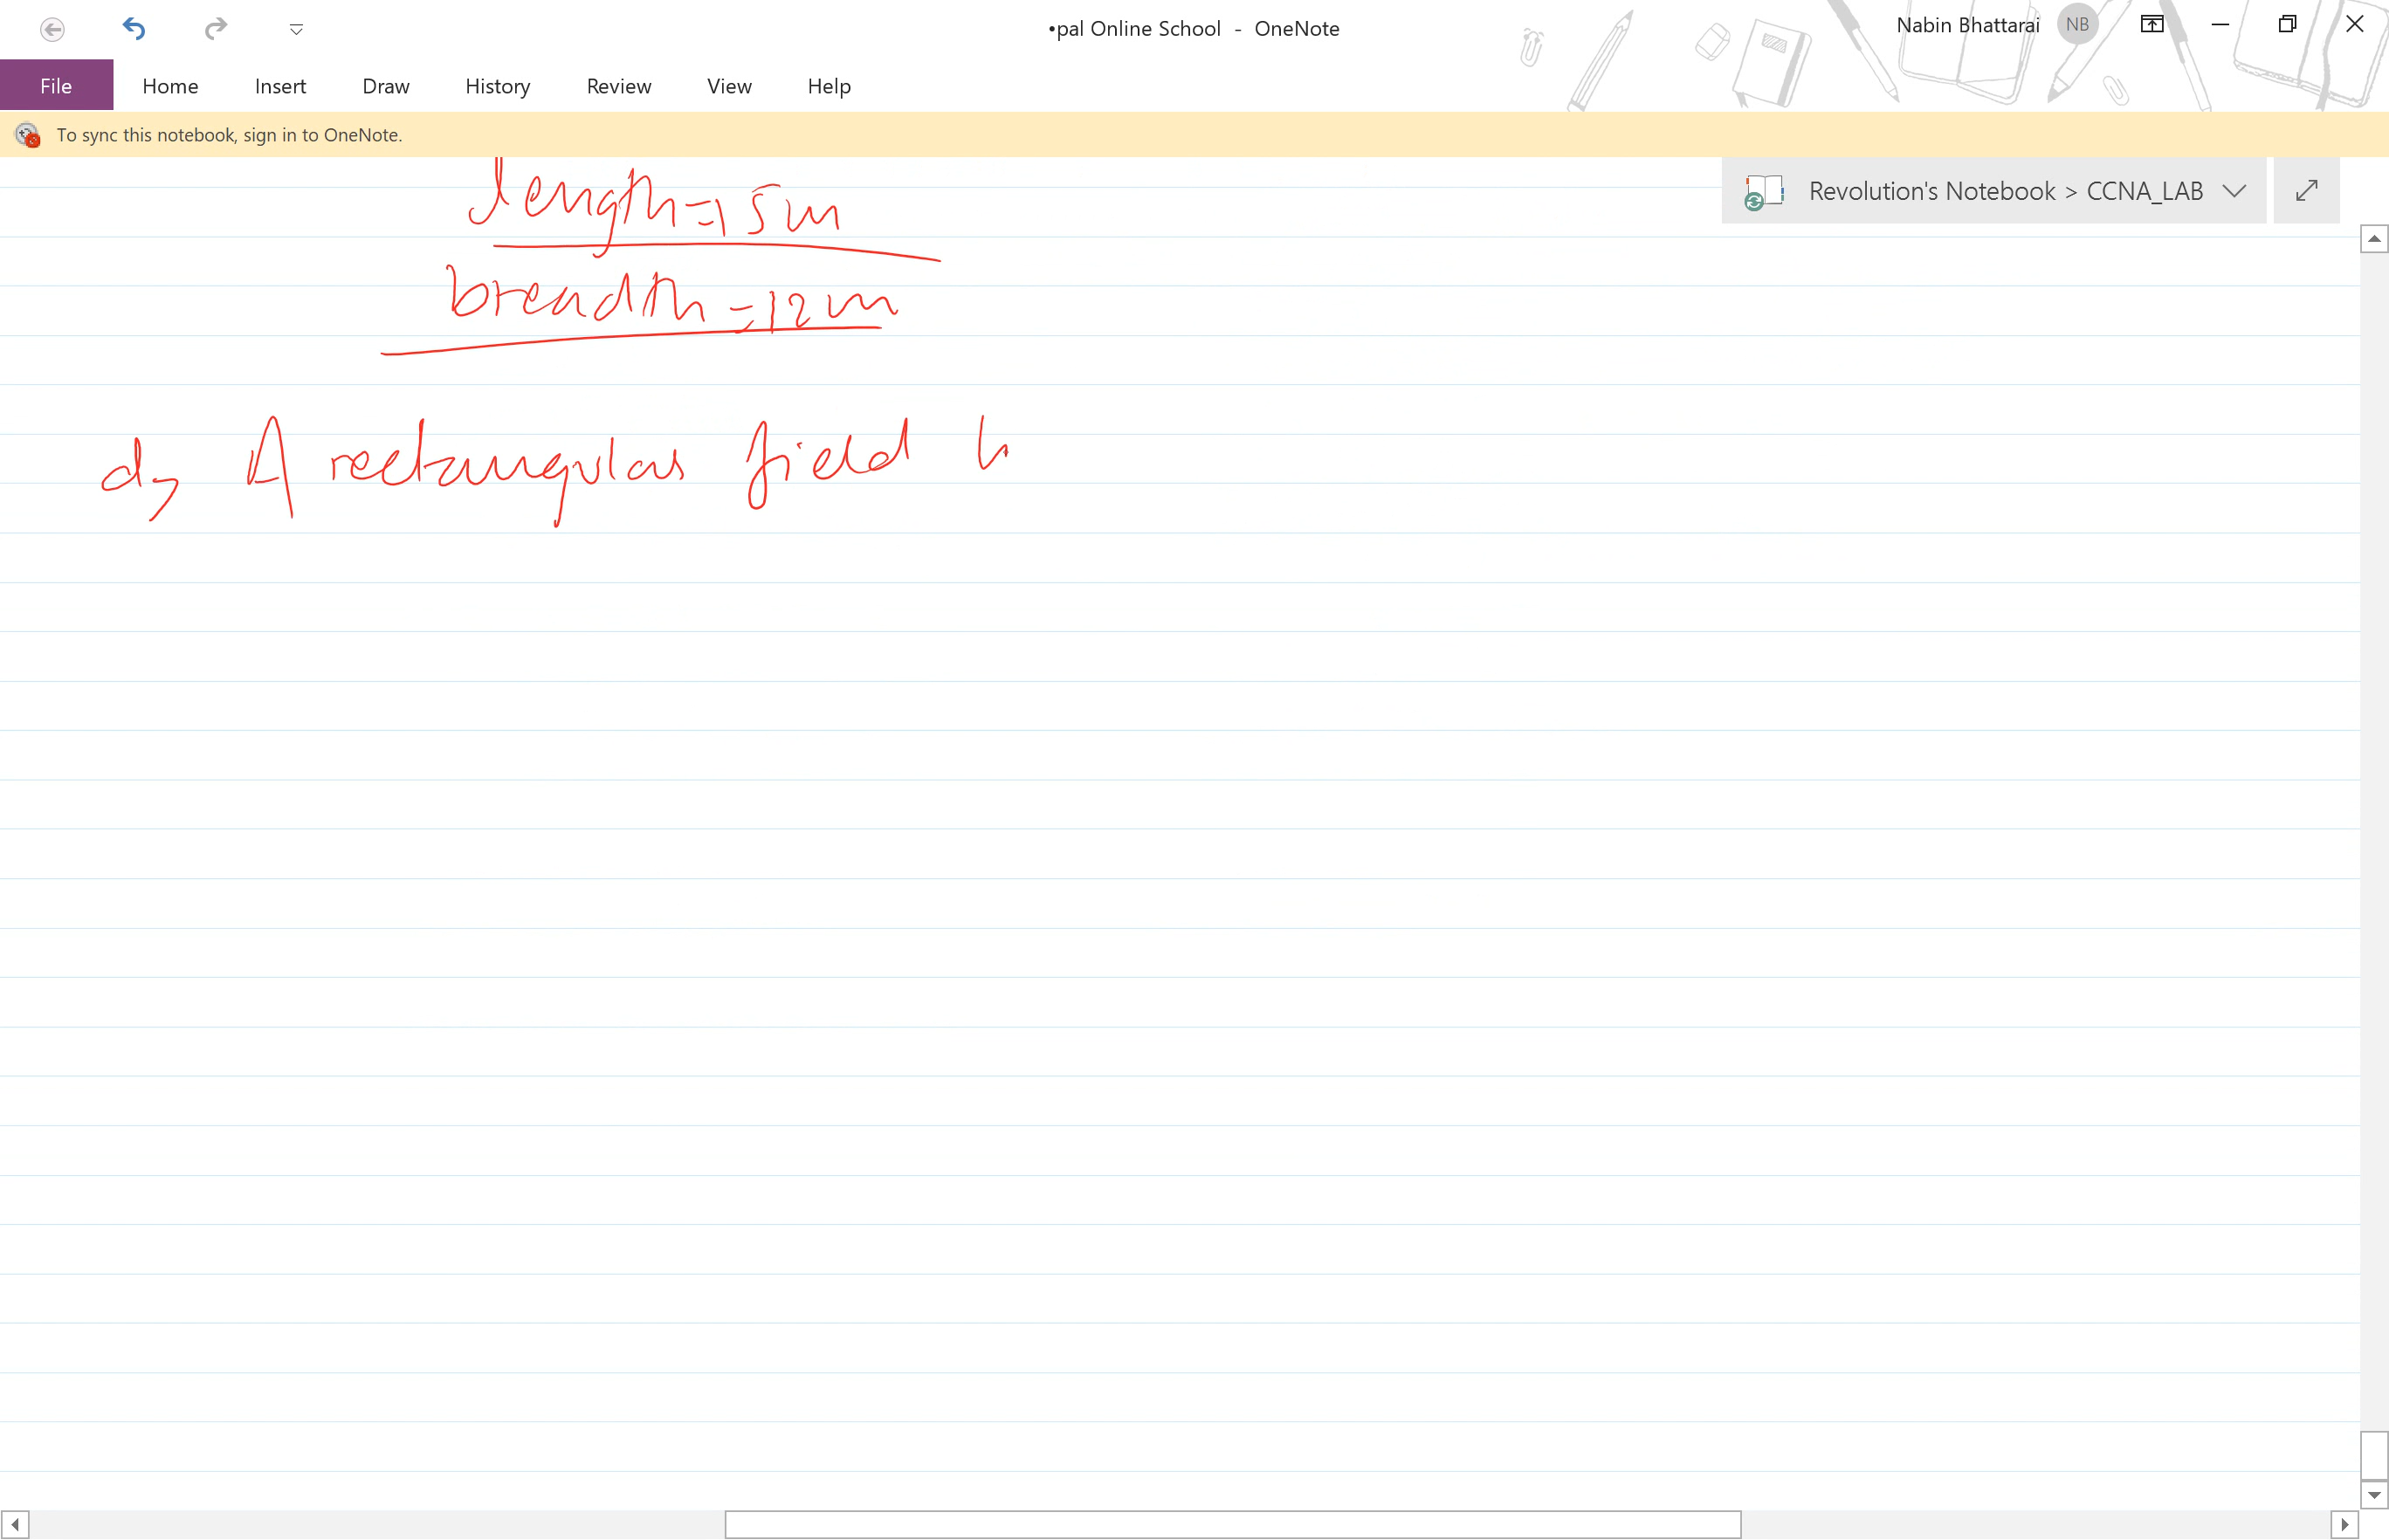 •pal Online School - OneNote
Nabin Bhattarai NB
File Home Insert Draw History Review View Help
To sync this notebook, sign in to OneNote.
Revolution's Notebook > CCNA_LAB
length=15m
breadth=12m
d, A rectangular field h